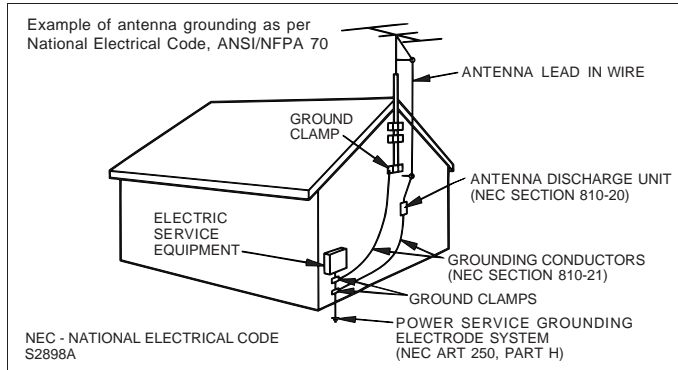 Example of antenna grounding as per
National Electrical Code, ANSI/NFPA 70
ANTENNA LEAD IN WIRE
GROUND
CLAMP
ANTENNA DISCHARGE UNIT
(NEC SECTION 810-20)
ELECTRIC
SERVICE
EQUIPMENT
GROUNDING CONDUCTORS
(NEC SECTION 810-21)
GROUND CLAMPS
POWER SERVICE GROUNDING
ELECTRODE SYSTEM
(NEC ART 250, PART H)
NEC - NATIONAL ELECTRICAL CODE
S2898A